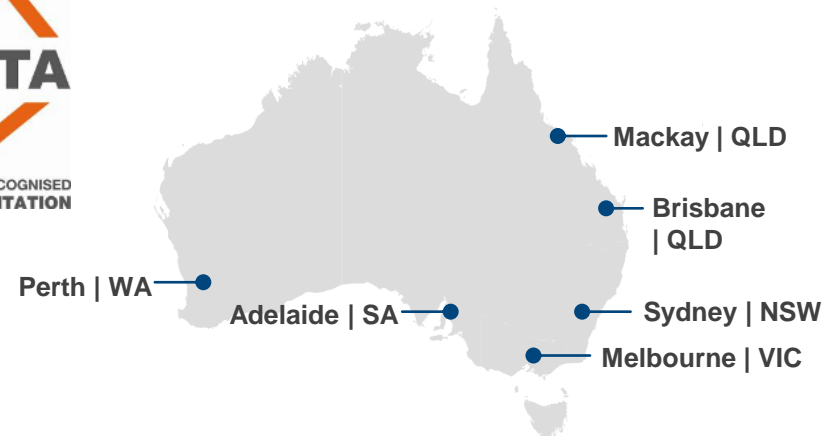 TA
COGNISED
ITATION
Mackay | QLD
Brisbane
| QLD
Perth | WA
Adelaide | SA
Sydney | NSW
Melbourne | VIC